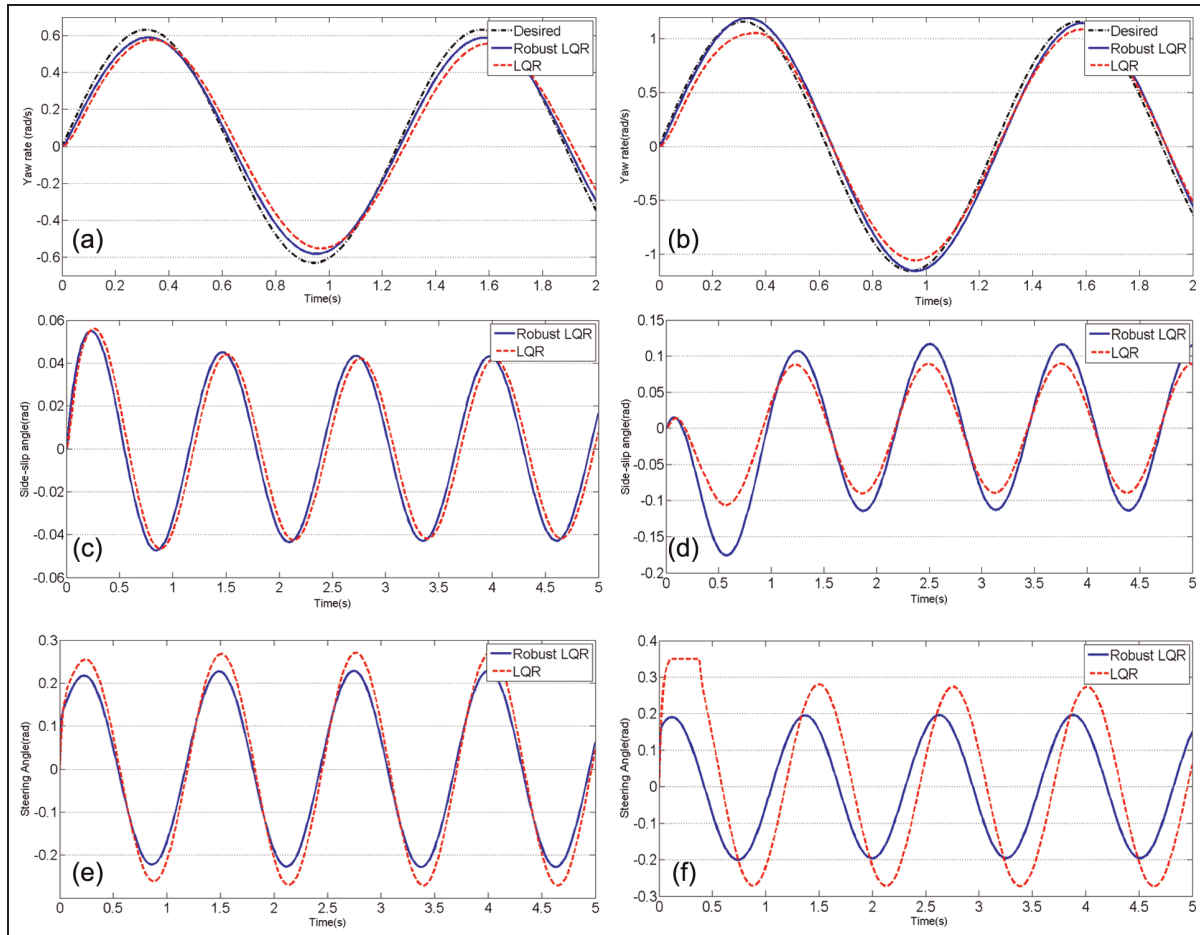 Desired
Robust LQR
LQR
0.6
0.4
0.2
0
-0.2
-0.4
-0.6
Yaw rate (rad/s)
(a)
0 0.2 0.4 0.6 0.8 1 1.2 1.4 1.6 1.8 2
Time(s)
Desired
Robust LQR
LQR
1
0.5
0
-0.5
-1
Yaw rate(rad/s)
(b)
0 0.2 0.4 0.6 0.8 1 1.2 1.4 1.6 1.8 2
Time(s)
Robust LQR
LQR
0.06
0.04
0.02
0
-0.02
-0.04
0.06
Side-slip angle(rad)
(c)
0 0.5 1 1.5 2 2.5 3 3.5 4 4.5 5
Time(s)
Robust LQR
LQR
0.15
0.1
0.05
0
-0.05
-0.1
-0.15
-0.2
Side-slip angle(rad)
(d)
0 0.5 1 1.5 2 2.5 3 3.5 4 4.5 5
Time(s)
Robust LQR
LQR
0.3
0.2
0.1
0
-0.1
-0.2
Steering Angle(rad)
(e)
0 0.5 1 1.5 2 2.5 3 3.5 4 4.5 5
Time(s)
Robust LQR
LQR
0.4
0.3
0.2
0.1
0
-0.1
-0.2
-0.3
Steering Angle(rad)
(f)
0 0.5 1 1.5 2 2.5 3 3.5 4 4.5 5
Time(s)